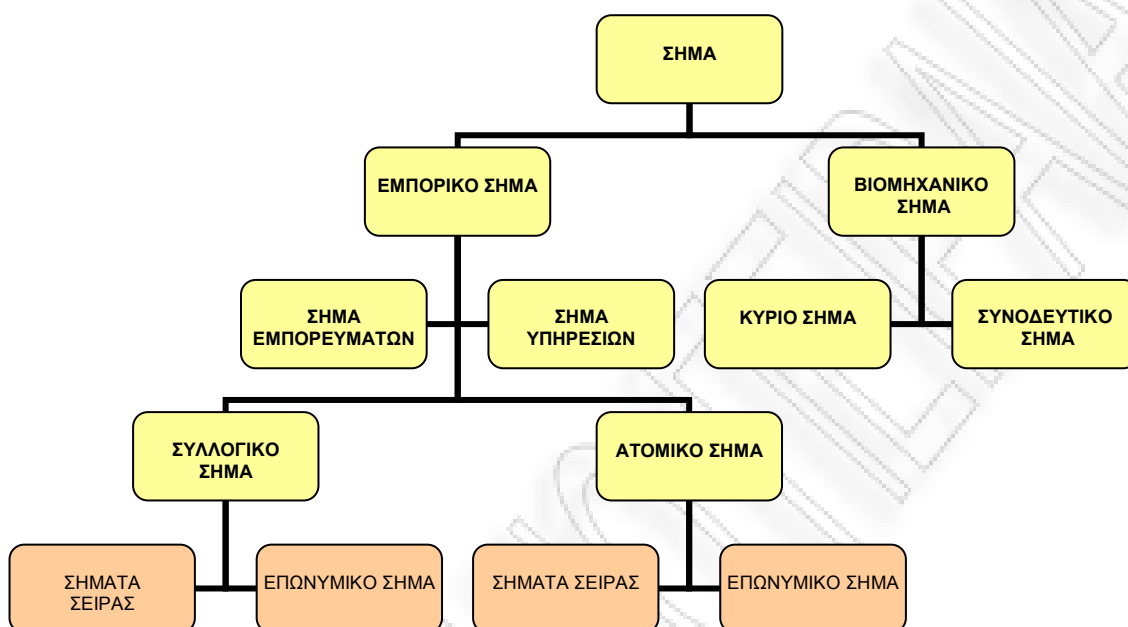 ΣΗΜΑ
ΕΜΠΟΡΙΚΟ ΣΗΜΑ
ΒΙΟΜΗΧΑΝΙΚΟ
ΣΗΜΑ
ΣΗΜΑ
ΕΜΠΟΡΕΥΜΑΤΩΝ
ΣΗΜΑ
ΥΠΗΡΕΣΙΩΝ
ΚΥΡΙΟ ΣΗΜΑ
ΣΥΝΟΔΕΥΤΙΚΟ
ΣΗΜΑ
ΣΥΛΛΟΓΙΚΟ
ΣΗΜΑ
ΑΤΟΜΙΚΟ ΣΗΜΑ
ΣΗΜΑΤΑ
ΣΕΙΡΑΣ
ΕΠΩΝΥΜΙΚΟ ΣΗΜΑ
ΣΗΜΑΤΑ ΣΕΙΡΑΣ
ΕΠΩΝΥΜΙΚΟ ΣΗΜΑ